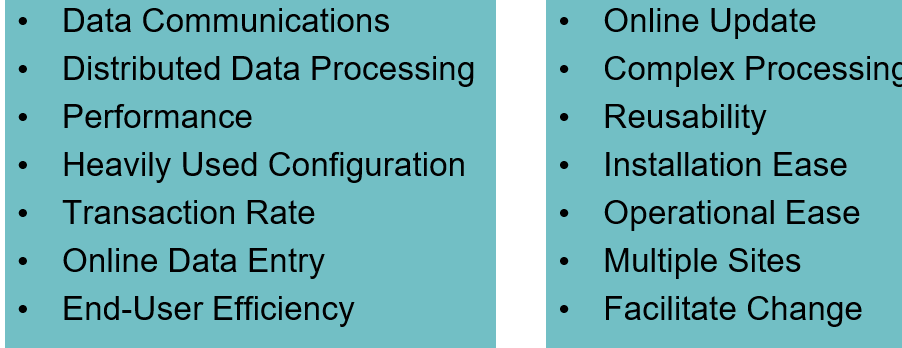 • Data Communications
• Distributed Data Processing
• Performance
• Heavily Used Configuration
• Transaction Rate
• Online Data Entry
• End-User Efficiency
• Online Update
• Complex Processing
• Reusability
• Installation Ease
• Operational Ease
• Multiple Sites
• Facilitate Change